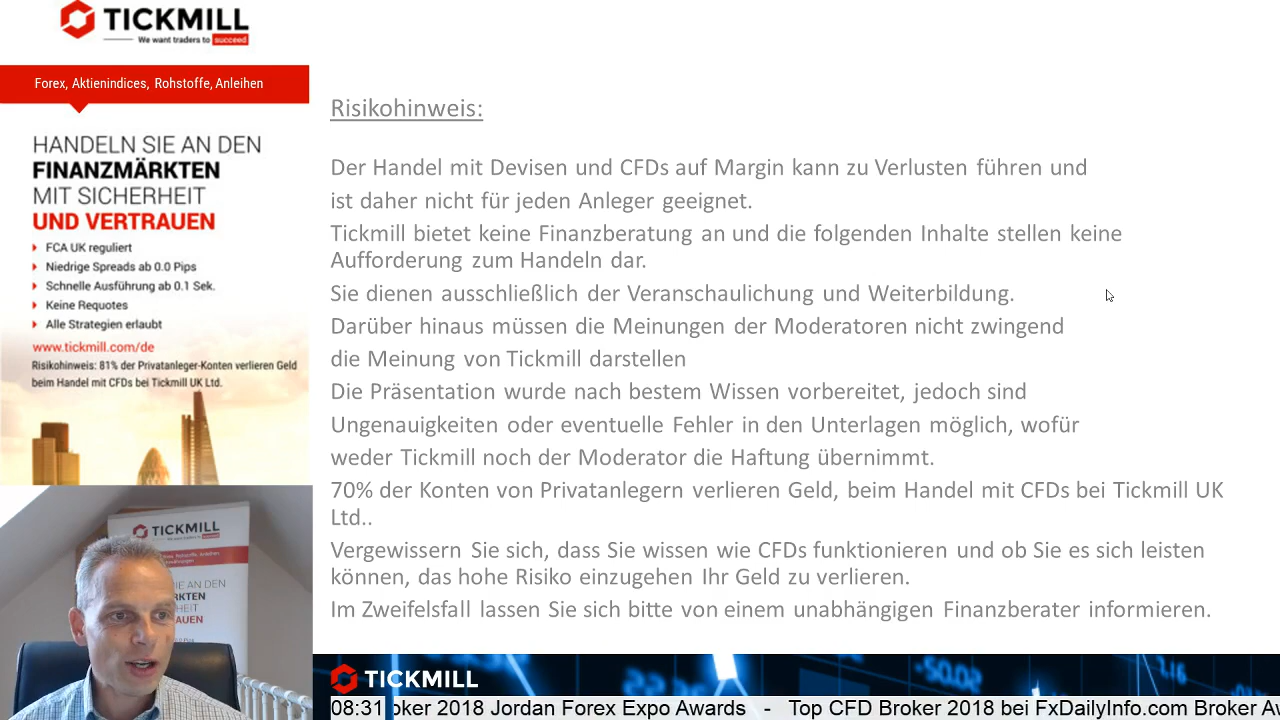 TICKMILL
We want traders to succeed
Forex, Aktienindices, Rohstoffe, Anleihen
HANDELN SIE AN DEN
FINANZMÄRKTEN
MIT SICHERHEIT
UND VERTRAUEN
FCA UK reguliert
Niedrige Spreads ab 0.0 Pips
Schnelle Ausführung ab 0.1 Sek.
Keine Requotes
Alle Strategien erlaubt
www.tickmill.com/de
Risikohinweis: 81% der Privatanleger-Konten verlieren Geld
beim Handel mit CFDs bei Tickmill UK Ltd.
Risikohinweis:
Der Handel mit Devisen und CFDs auf Margin kann zu Verlusten führen und
ist daher nicht für jeden Anleger geeignet.
Tickmill bietet keine Finanzberatung an und die folgenden Inhalte stellen keine
Aufforderung zum Handeln dar.
Sie dienen ausschließlich der Veranschaulichung und Weiterbildung.
Darüber hinaus müssen die Meinungen der Moderatoren nicht zwingend
die Meinung von Tickmill darstellen
Die Präsentation wurde nach bestem Wissen vorbereitet, jedoch sind
Ungenauigkeiten oder eventuelle Fehler in den Unterlagen möglich, wofür
weder Tickmill noch der Moderator die Haftung übernimmt.
70% der Konten von Privatanlegern verlieren Geld, beim Handel mit CFDs bei Tickmill UK
Ltd..
Vergewissern Sie sich, dass Sie wissen wie CFDs funktionieren und ob Sie es sich leisten
können, das hohe Risiko einzugehen Ihr Geld zu verlieren.
Im Zweifelsfall lassen Sie sich bitte von einem unabhängigen Finanzberater informieren.
TICKMILL
IE AN DEN
RKTEN
HEIT
AUEN
TICKMILL
50.02
08:31 oker 2018 Jordan Forex Expo Awards - Top CFD Broker 2018 bei FxDailyInfo.com Broker Aw